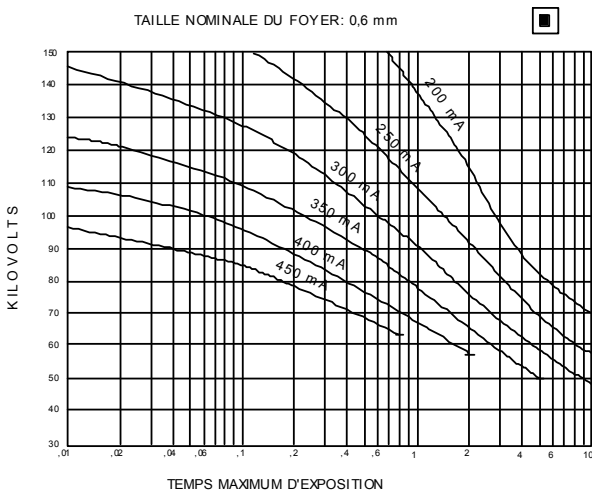 TAILLE NOMINALE DU FOYER: 0,6 mm
KILOVOLTS
150
140
130
120
110
100
90
80
70
60
50
40
30
200 mA
250 mA
300 mA
350 mA
400 mA
450 mA
,01 ,02 ,04 ,06 ,1 ,2 ,4 ,6 1 2 4 6 10
TEMPS MAXIMUM D'EXPOSITION